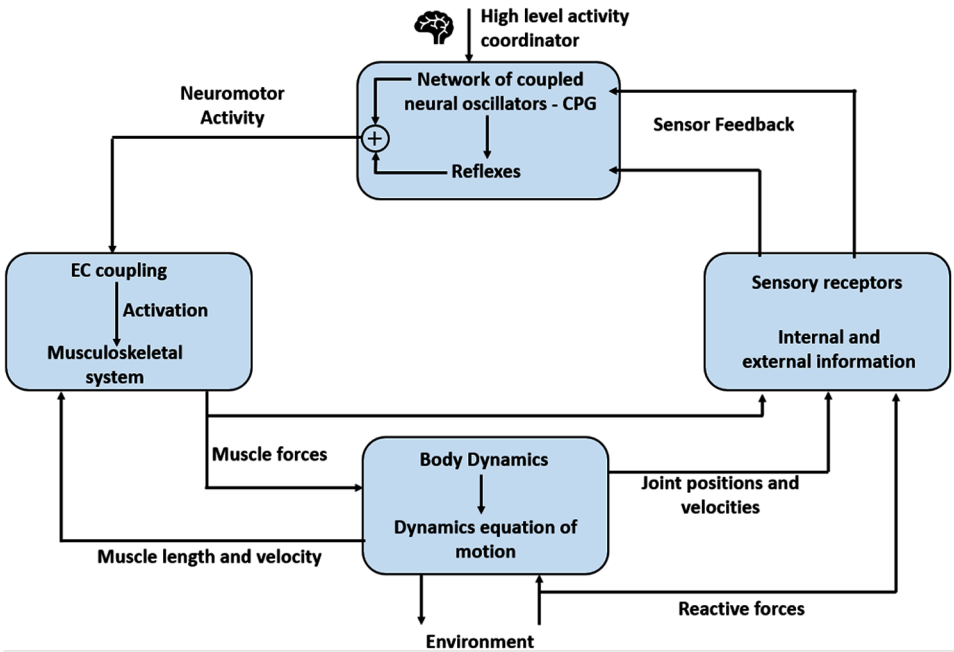 High level activity
coordinator
Network of coupled
neural oscillators - CPG
+
Reflexes
Neuromotor
Activity
Sensor Feedback
EC coupling
Activation
Musculoskeletal
system
Sensory receptors
Internal and
external information
Muscle forces
Body Dynamics
Dynamics equation of
motion
Joint positions and
velocities
Muscle length and velocity
Reactive forces
Environment